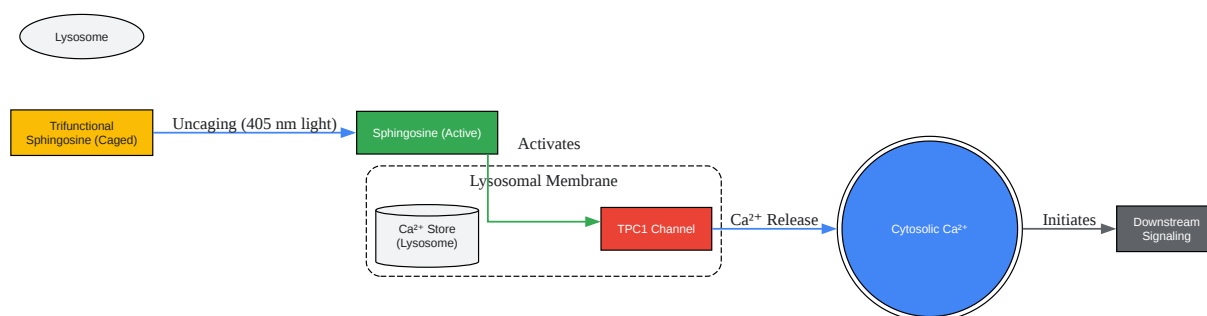 Lysosome
Trifunctional
Sphingosine (Caged)
Uncaging (405 nm light)
Sphingosine (Active)
Activates
Lysosomal Membrane
Ca²⁺ Store
(Lysosome)
TPC1 Channel
Ca²⁺ Release
Cytosolic Ca²⁺
Initiates
Downstream
Signaling